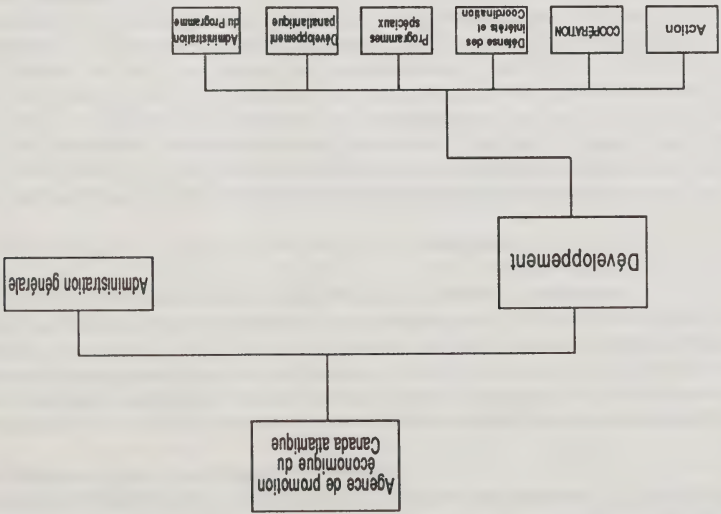 Agence de promotion
économique du
Canada atlantique
Développement
Administration générale
Action
COOPÉRATION
Défense des
intérêts et
Coordination
Programmes
spéciaux
Développement
panatlantique
Administration
du Programme